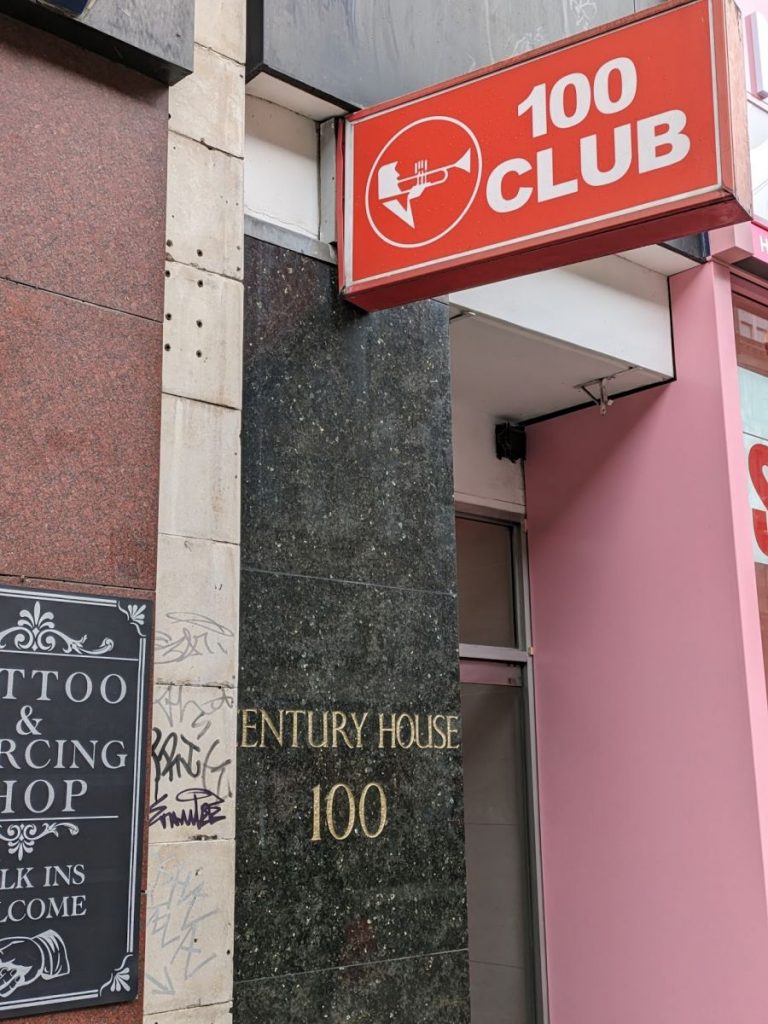 100
CLUB
ENTURY HOUSE
100
TTOO
&
RCING
HOP
LK INS
LCOME